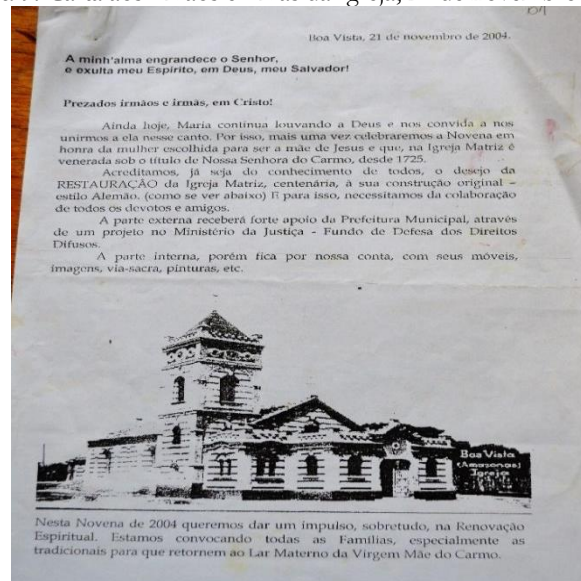 Boa Vista, 21 de novembro de 2004.
A minh'alma engrandece o Senhor,
e exulta meu Espírito, em Deus, meu Salvador!
Prezados irmãos e irmãs, em Cristo!
Ainda hoje, Maria continua louvando a Deus e nos convida a nos
unirmos a ela nesse canto. Por isso, mais uma vez celebraremos a Novena em
honra da mulher escolhida para ser a mãe de Jesus e que, na Igreja Matriz é
venerada sob o título de Nossa Senhora do Carmo, desde 1725.
Acreditamos, já seja do conhecimento de todos, o desejo da
RESTAURAÇÃO da Igreja Matriz, centenária, à sua construção original –
estilo Alemão. (como se ver abaixo) E para isso, necessitamos da colaboração
de todos os devotos e amigos.
A parte externa receberá forte apoio da Prefeitura Municipal, através
de um projeto no Ministério da Justiça - Fundo de Defesa dos Direitos
Difusos.
A parte interna, porém fica por nossa conta, com seus móveis,
imagens, via-sacra, pinturas, etc.
Boa Vista
(Amazonas)
Igreja
Nesta Novena de 2004 queremos dar um impulso, sobretudo, na Renovação
Espiritual. Estamos convocando todas as Famílias, especialmente as
tradicionais para que retornem ao Lar Materno da Virgem Mãe do Carmo.